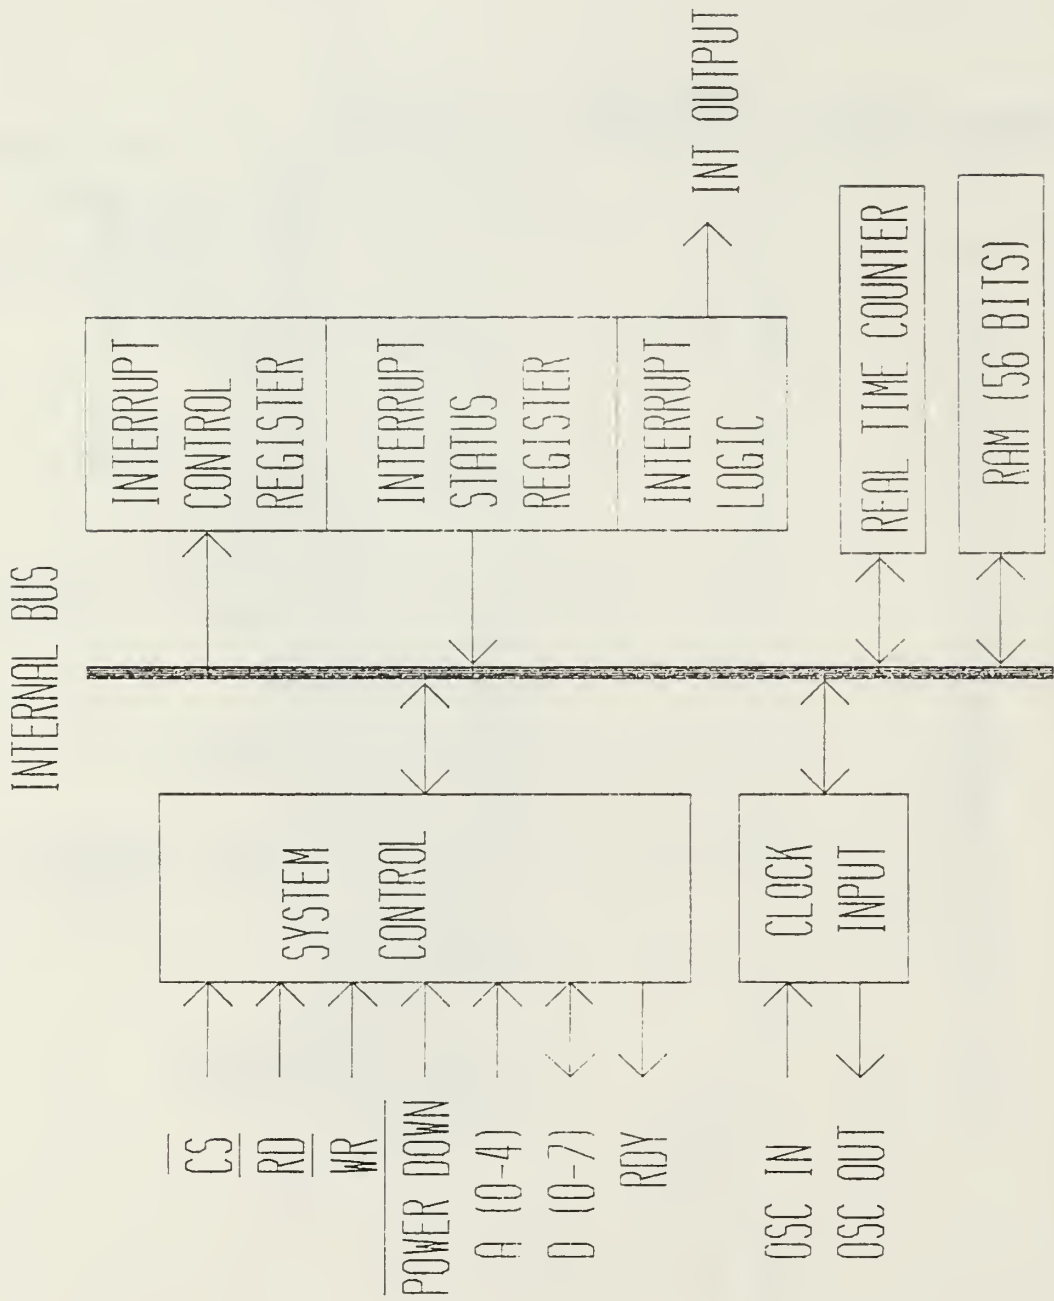 INTERNAL BUS
INTERRUPT
CONTROL
REGISTER
INTERRUPT
STATUS
REGISTER
INTERRUPT
LOGIC
INT OUTPUT
REAL TIME COUNTER
RAM (56 BITS)
SYSTEM
CONTROL
CLOCK
INPUT
CS
RD
WR
POWER DOWN
A (0-4)
D (0-7)
RDY
OSC IN
OSC OUT